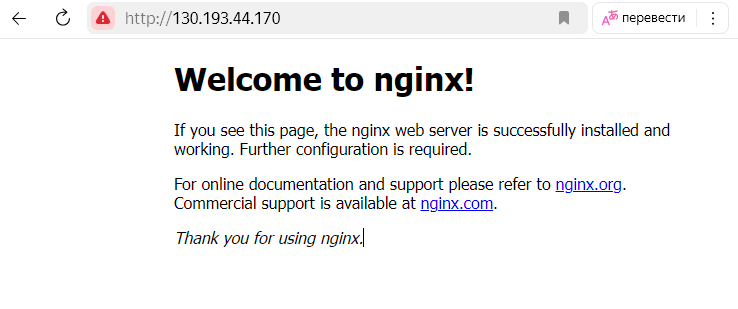 http://130.193.44.170
перевести
Welcome to nginx!
If you see this page, the nginx web server is successfully installed and
working. Further configuration is required.
For online documentation and support please refer to nginx.org.
Commercial support is available at nginx.com.
Thank you for using nginx.